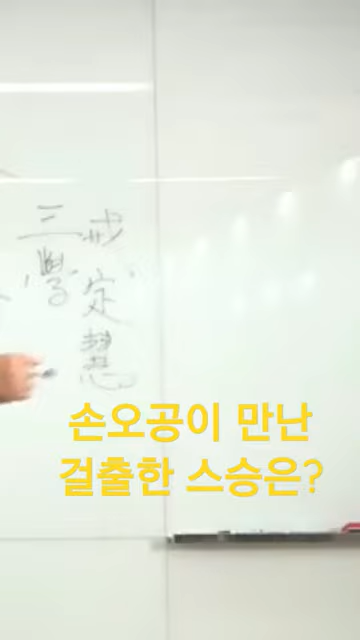 三學
戒定慧
손오공이 만난
걸출한 스승은?